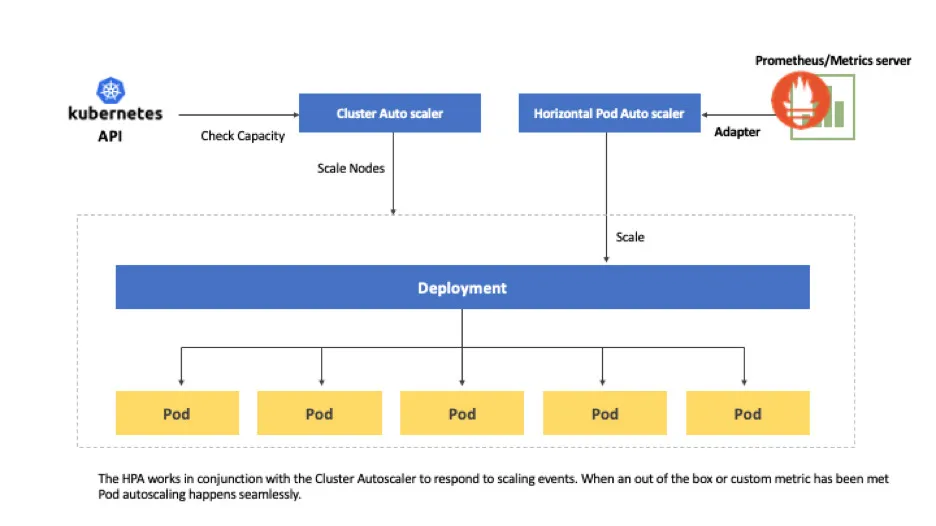 Prometheus/Metrics server
kubernetes
API
Check Capacity
Cluster Auto scaler
Horizontal Pod Auto scaler
Adapter
Scale Nodes
Scale
Deployment
Pod
Pod
Pod
Pod
Pod
The HPA works in conjunction with the Cluster Autoscaler to respond to scaling events. When an out of the box or custom metric has been met
Pod autoscaling happens seamlessly.